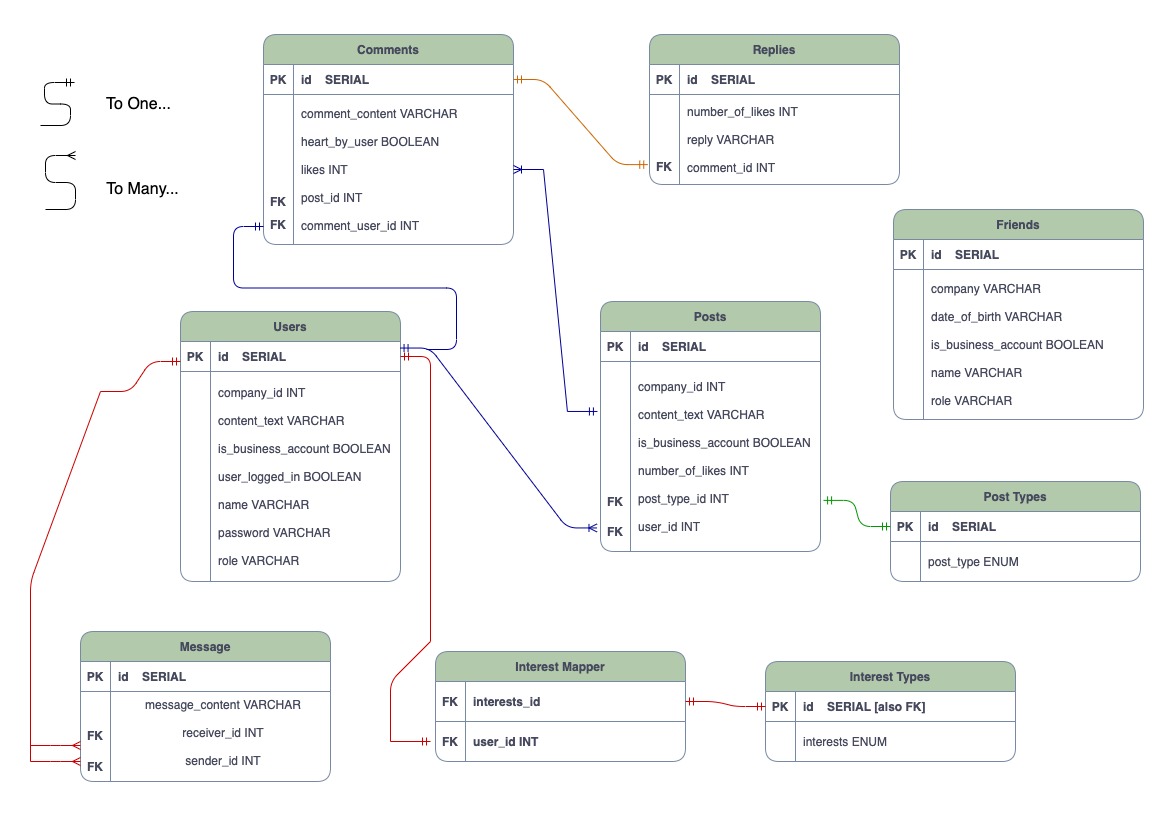 Comments
PK id SERIAL
comment_content VARCHAR
heart_by_user BOOLEAN
likes INT
FK post_id INT
FK comment_user_id INT
Replies
PK id SERIAL
number_of_likes INT
reply VARCHAR
FK comment_id INT
To One...
To Many...
Friends
PK id SERIAL
company VARCHAR
date_of_birth VARCHAR
is_business_account BOOLEAN
name VARCHAR
role VARCHAR
Users
PK id SERIAL
company_id INT
content_text VARCHAR
is_business_account BOOLEAN
user_logged_in BOOLEAN
name VARCHAR
password VARCHAR
role VARCHAR
Posts
PK id SERIAL
company_id INT
content_text VARCHAR
is_business_account BOOLEAN
number_of_likes INT
FK post_type_id INT
FK user_id INT
Post Types
PK id SERIAL
post_type ENUM
Message
PK id SERIAL
message_content VARCHAR
FK receiver_id INT
FK sender_id INT
Interest Mapper
FK interests_id
FK user_id INT
Interest Types
PK id SERIAL [also FK]
interests ENUM